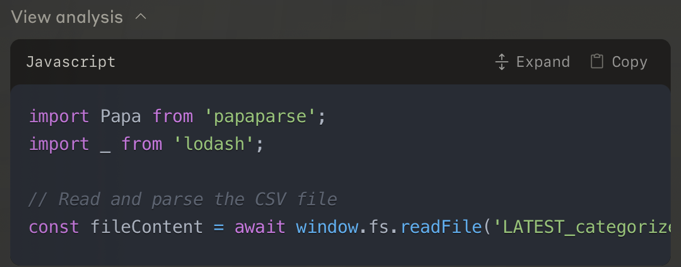 View analysis
Javascript Expand Copy
import Papa from 'papaparse';
import _ from 'lodash';
// Read and parse the CSV file
const fileContent = await window.fs.readFile('LATEST_categorize